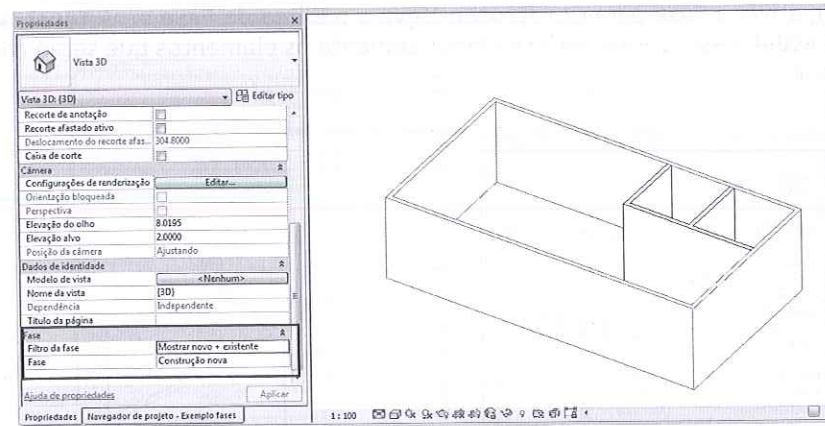 Propriedades ×
Vista 3D
Vista 3D: {3D} Editar tipo
Recorte de anotação
Recorte afastado ativo
Deslocamento do recorte afas... 304.8000
Caixa de corte
Câmera
Configurações de renderização Editar...
Orientação bloqueada
Perspectiva
Elevação do olho 8.0195
Elevação alvo 2.0000
Posição da câmera Ajustando
Dados de identidade
Modelo de vista <Nenhum>
Nome da vista {3D}
Dependência Independente
Título da página
Fase
Filtro da fase Mostrar novo + existente
Fase Construção nova
Ajuda de propriedades Aplicar
Propriedades Navegador de projeto - Exemplo fases
1 : 100